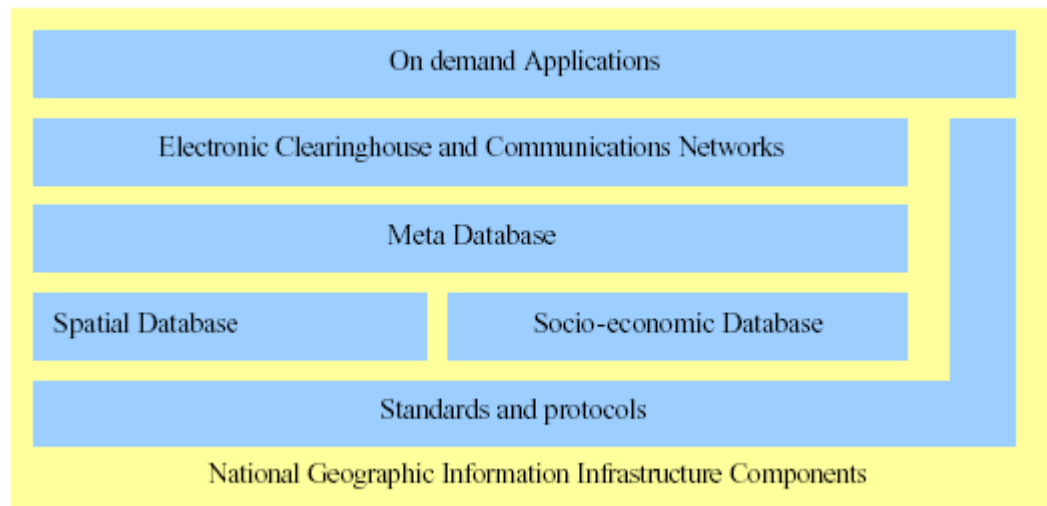 On demand Applications
Electronic Clearinghouse and Communications Networks
Meta Database
Spatial Database
Socio-economic Database
Standards and protocols
National Geographic Information Infrastructure Components